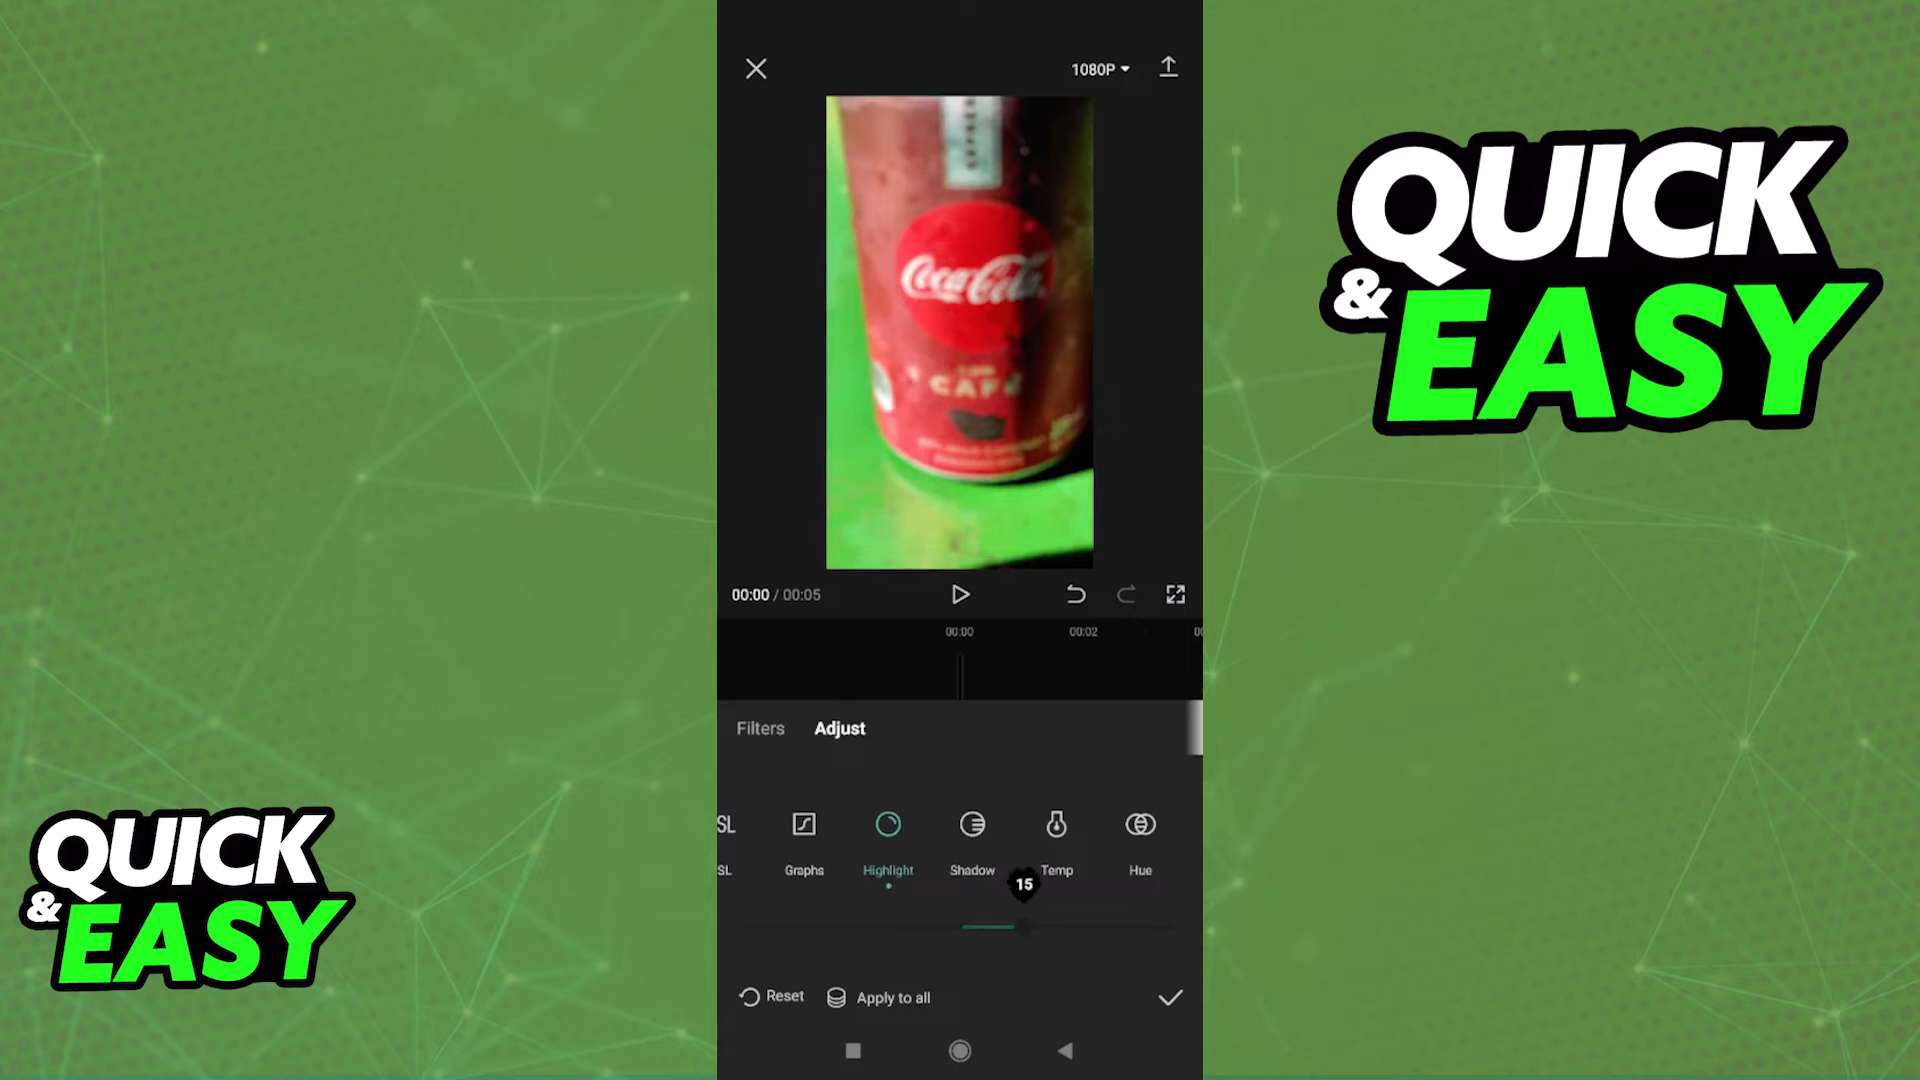 1080P
Coca-Cola
CAFÉ
QUICK
& EASY
00:00 / 00:05
00:00
00:02
Filters
Adjust
SL
SL
Graphs
Highlight
Shadow
Temp
Hue
15
Reset
Apply to all
QUICK
& EASY